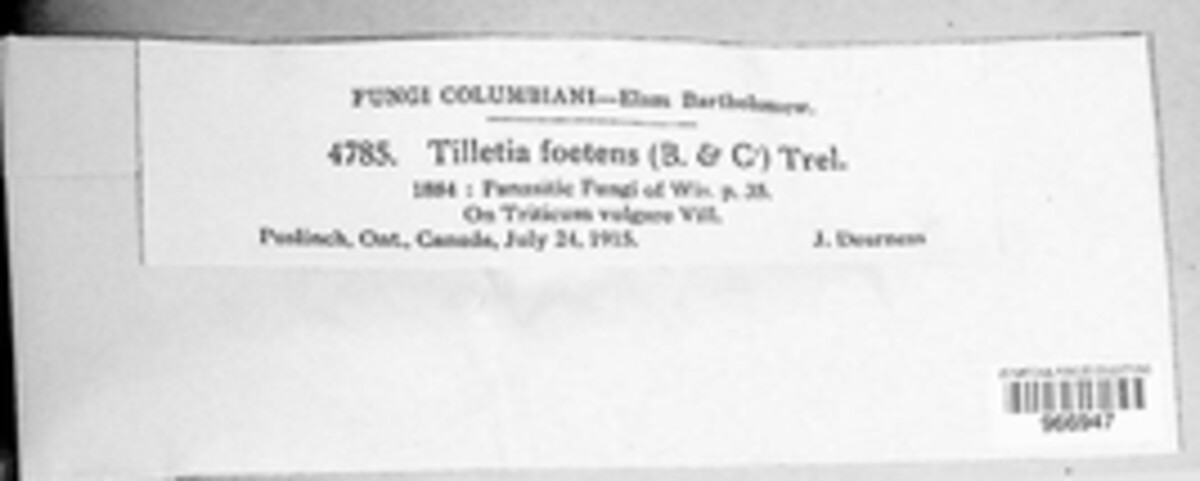 FUNGI COLUMBIANI—Elam Bartholomew.
4785. Tilletia foetens (B. & C.) Trel.
1884 : Parasitic Fungi of Wis. p. 35.
On Triticum vulgare Vill.
Puslinch, Ont., Canada, July 24, 1915. J. Dearness
966947